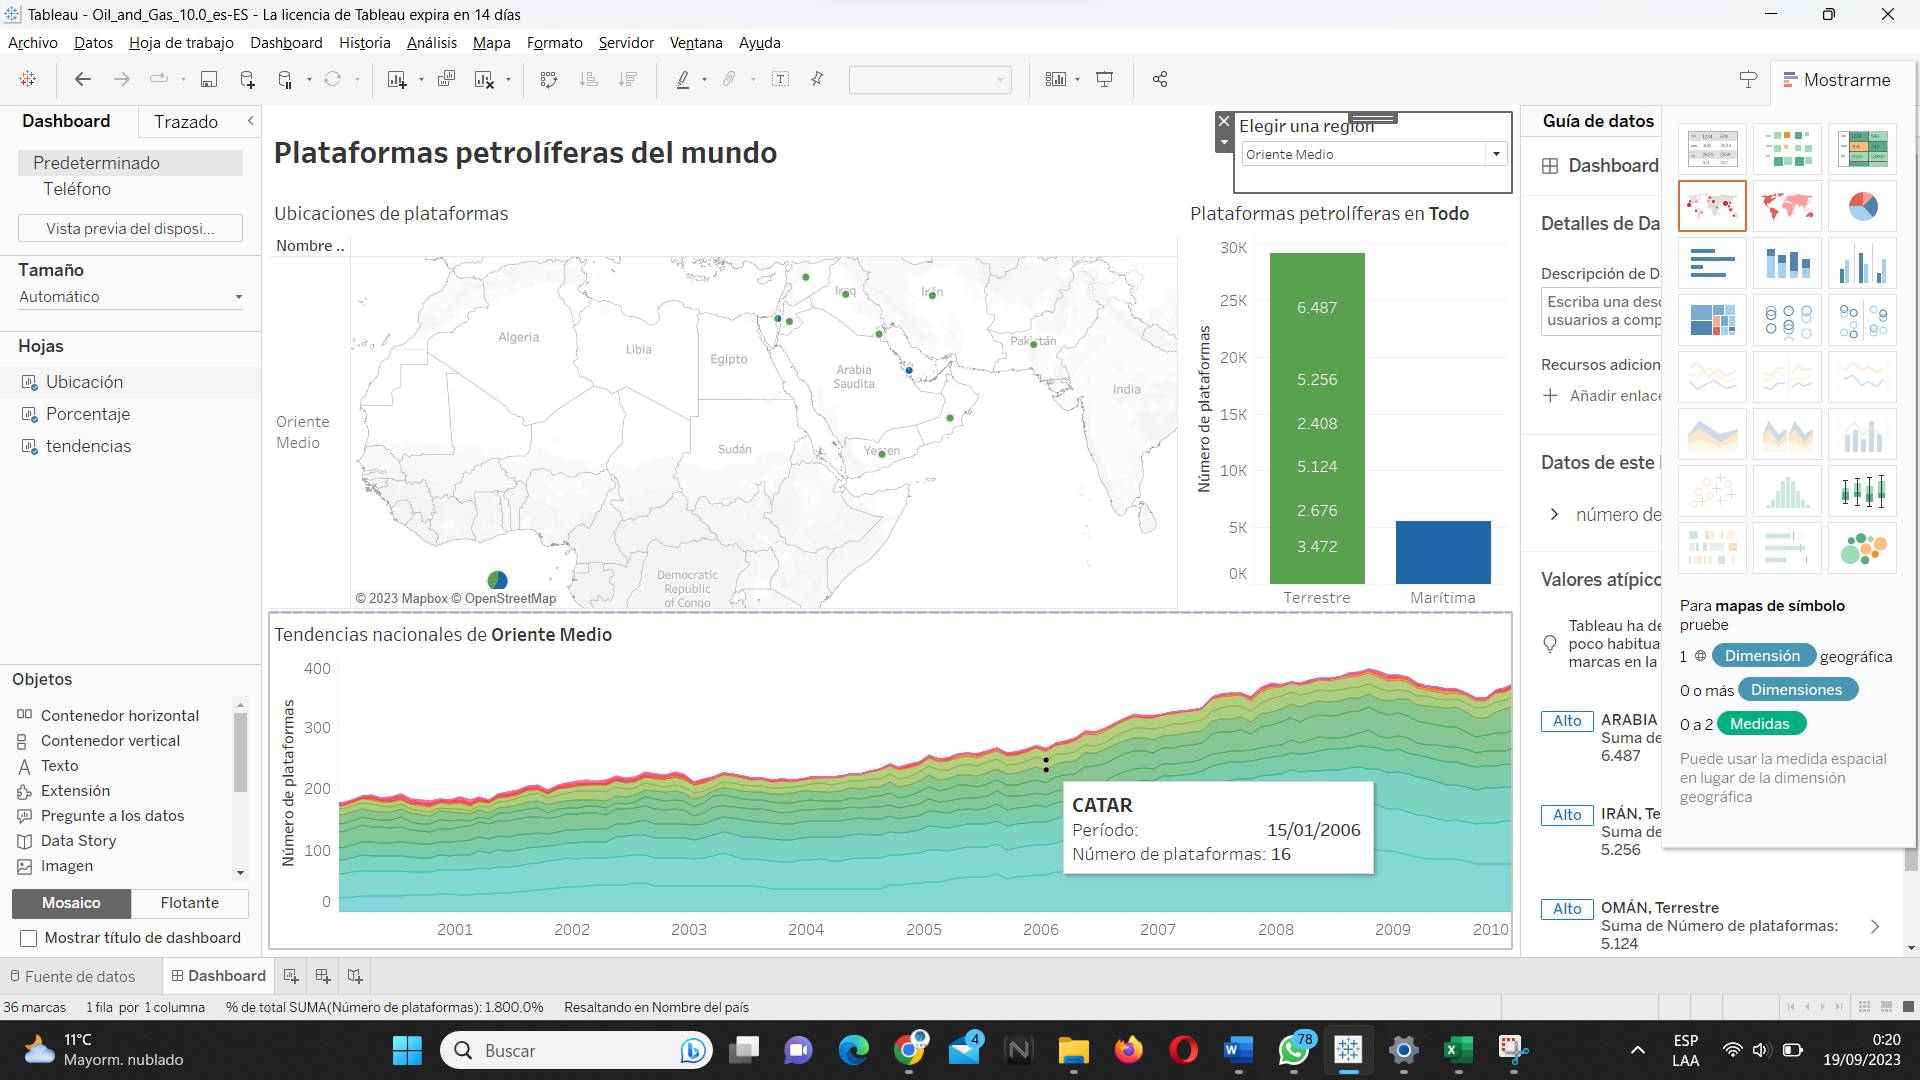 Tableau - Oil_and_Gas_10.0_es-ES - La licencia de Tableau expira en 14 días
Archivo Datos Hoja de trabajo Dashboard Historia Análisis Mapa Formato Servidor Ventana Ayuda
Mostrarme
Dashboard Trazado
Predeterminado
Teléfono
Vista previa del disposi...
Tamaño
Automático
Hojas
Ubicación
Porcentaje
tendencias
Objetos
Contenedor horizontal
Contenedor vertical
Texto
Extensión
Pregunte a los datos
Data Story
Imagen
Mosaico Flotante
Mostrar título de dashboard
Plataformas petrolíferas del mundo
Elegir una región
Oriente Medio
Ubicaciones de plataformas
Nombre ..
Oriente
Medio
Algeria
Libia
Egipto
Arabia
Saudita
Iraq
Irán
Pakistán
India
Sudán
Yemen
Democratic
Republic
of Congo
© 2023 Mapbox © OpenStreetMap
Plataformas petrolíferas en Todo
Número de plataformas
30K
25K
20K
15K
10K
5K
0K
6.487
5.256
2.408
5.124
2.676
3.472
Terrestre Marítima
Tendencias nacionales de Oriente Medio
Número de plataformas
400
300
200
100
0
CATAR
Período: 15/01/2006
Número de plataformas: 16
2001 2002 2003 2004 2005 2006 2007 2008 2009 2010
Guía de datos
Dashboard
Detalles de Da
Descripción de D
Escriba una desc
usuarios a comp
Recursos adicion
Añadir enlace
Datos de este
número de
Valores atípico
Tableau ha de
poco habitua
marcas en la
Alto ARABIA
Suma de
6.487
Alto IRÁN, Te
Suma de
5.256
Alto OMÁN, Terrestre
Suma de Número de plataformas:
5.124
Para mapas de símbolo
pruebe
1 Dimensión geográfica
0 o más Dimensiones
0 a 2 Medidas
Puede usar la medida espacial
en lugar de la dimensión
geográfica
Fuente de datos Dashboard
36 marcas 1 fila por 1 columna % de total SUMA(Número de plataformas): 1.800,0% Resaltando en Nombre del país
11°C
Mayorm. nublado
Buscar
4
78
ESP
LAA
0:20
19/09/2023